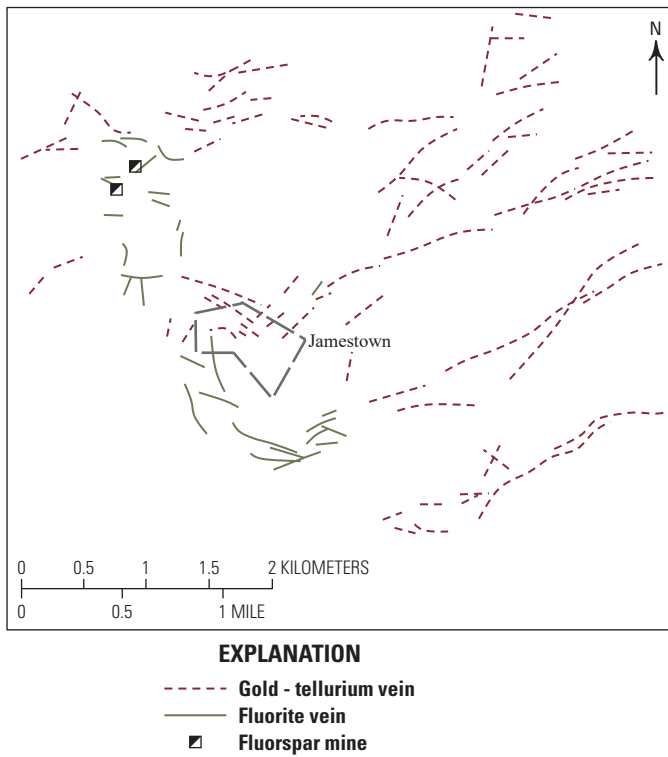 N
Jamestown
0 0.5 1 1.5 2 KILOMETERS
0 0.5 1 MILE
EXPLANATION
Gold - tellurium vein
Fluorite vein
Fluorspar mine